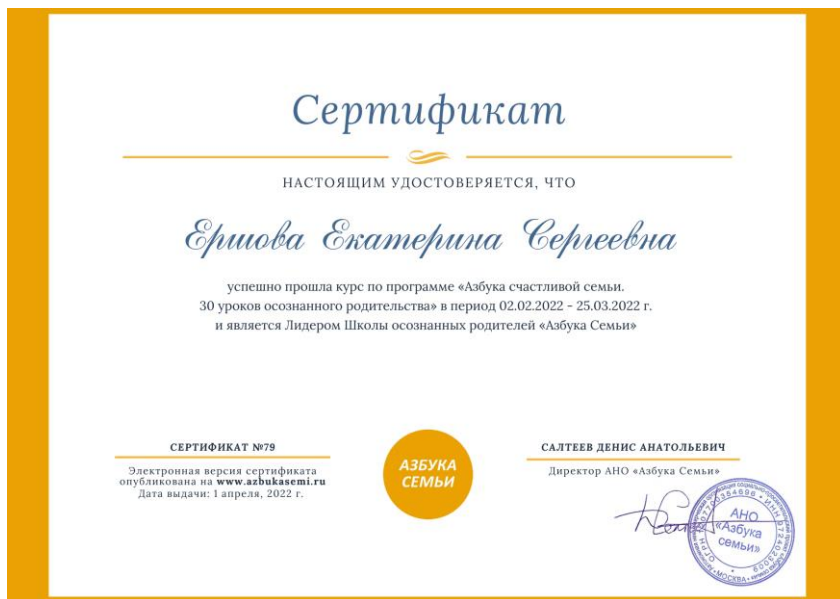 Сертификат
НАСТОЯЩИМ УДОСТОВЕРЯЕТСЯ, ЧТО
Ершова Екатерина Сергеевна
успешно прошла курс по программе «Азбука счастливой семьи.
30 уроков осознанного родительства» в период 02.02.2022 - 25.03.2022 г.
и является Лидером Школы осознанных родителей «Азбука Семьи»
СЕРТИФИКАТ №79
Электронная версия сертификата
опубликована на www.azbukasemi.ru
Дата выдачи: 1 апреля, 2022 г.
АЗБУКА
СЕМЬИ
САЛТЕЕВ ДЕНИС АНАТОЛЬЕВИЧ
Директор АНО «Азбука Семьи»
АНО
«Азбука
семьи»
МОСКВА